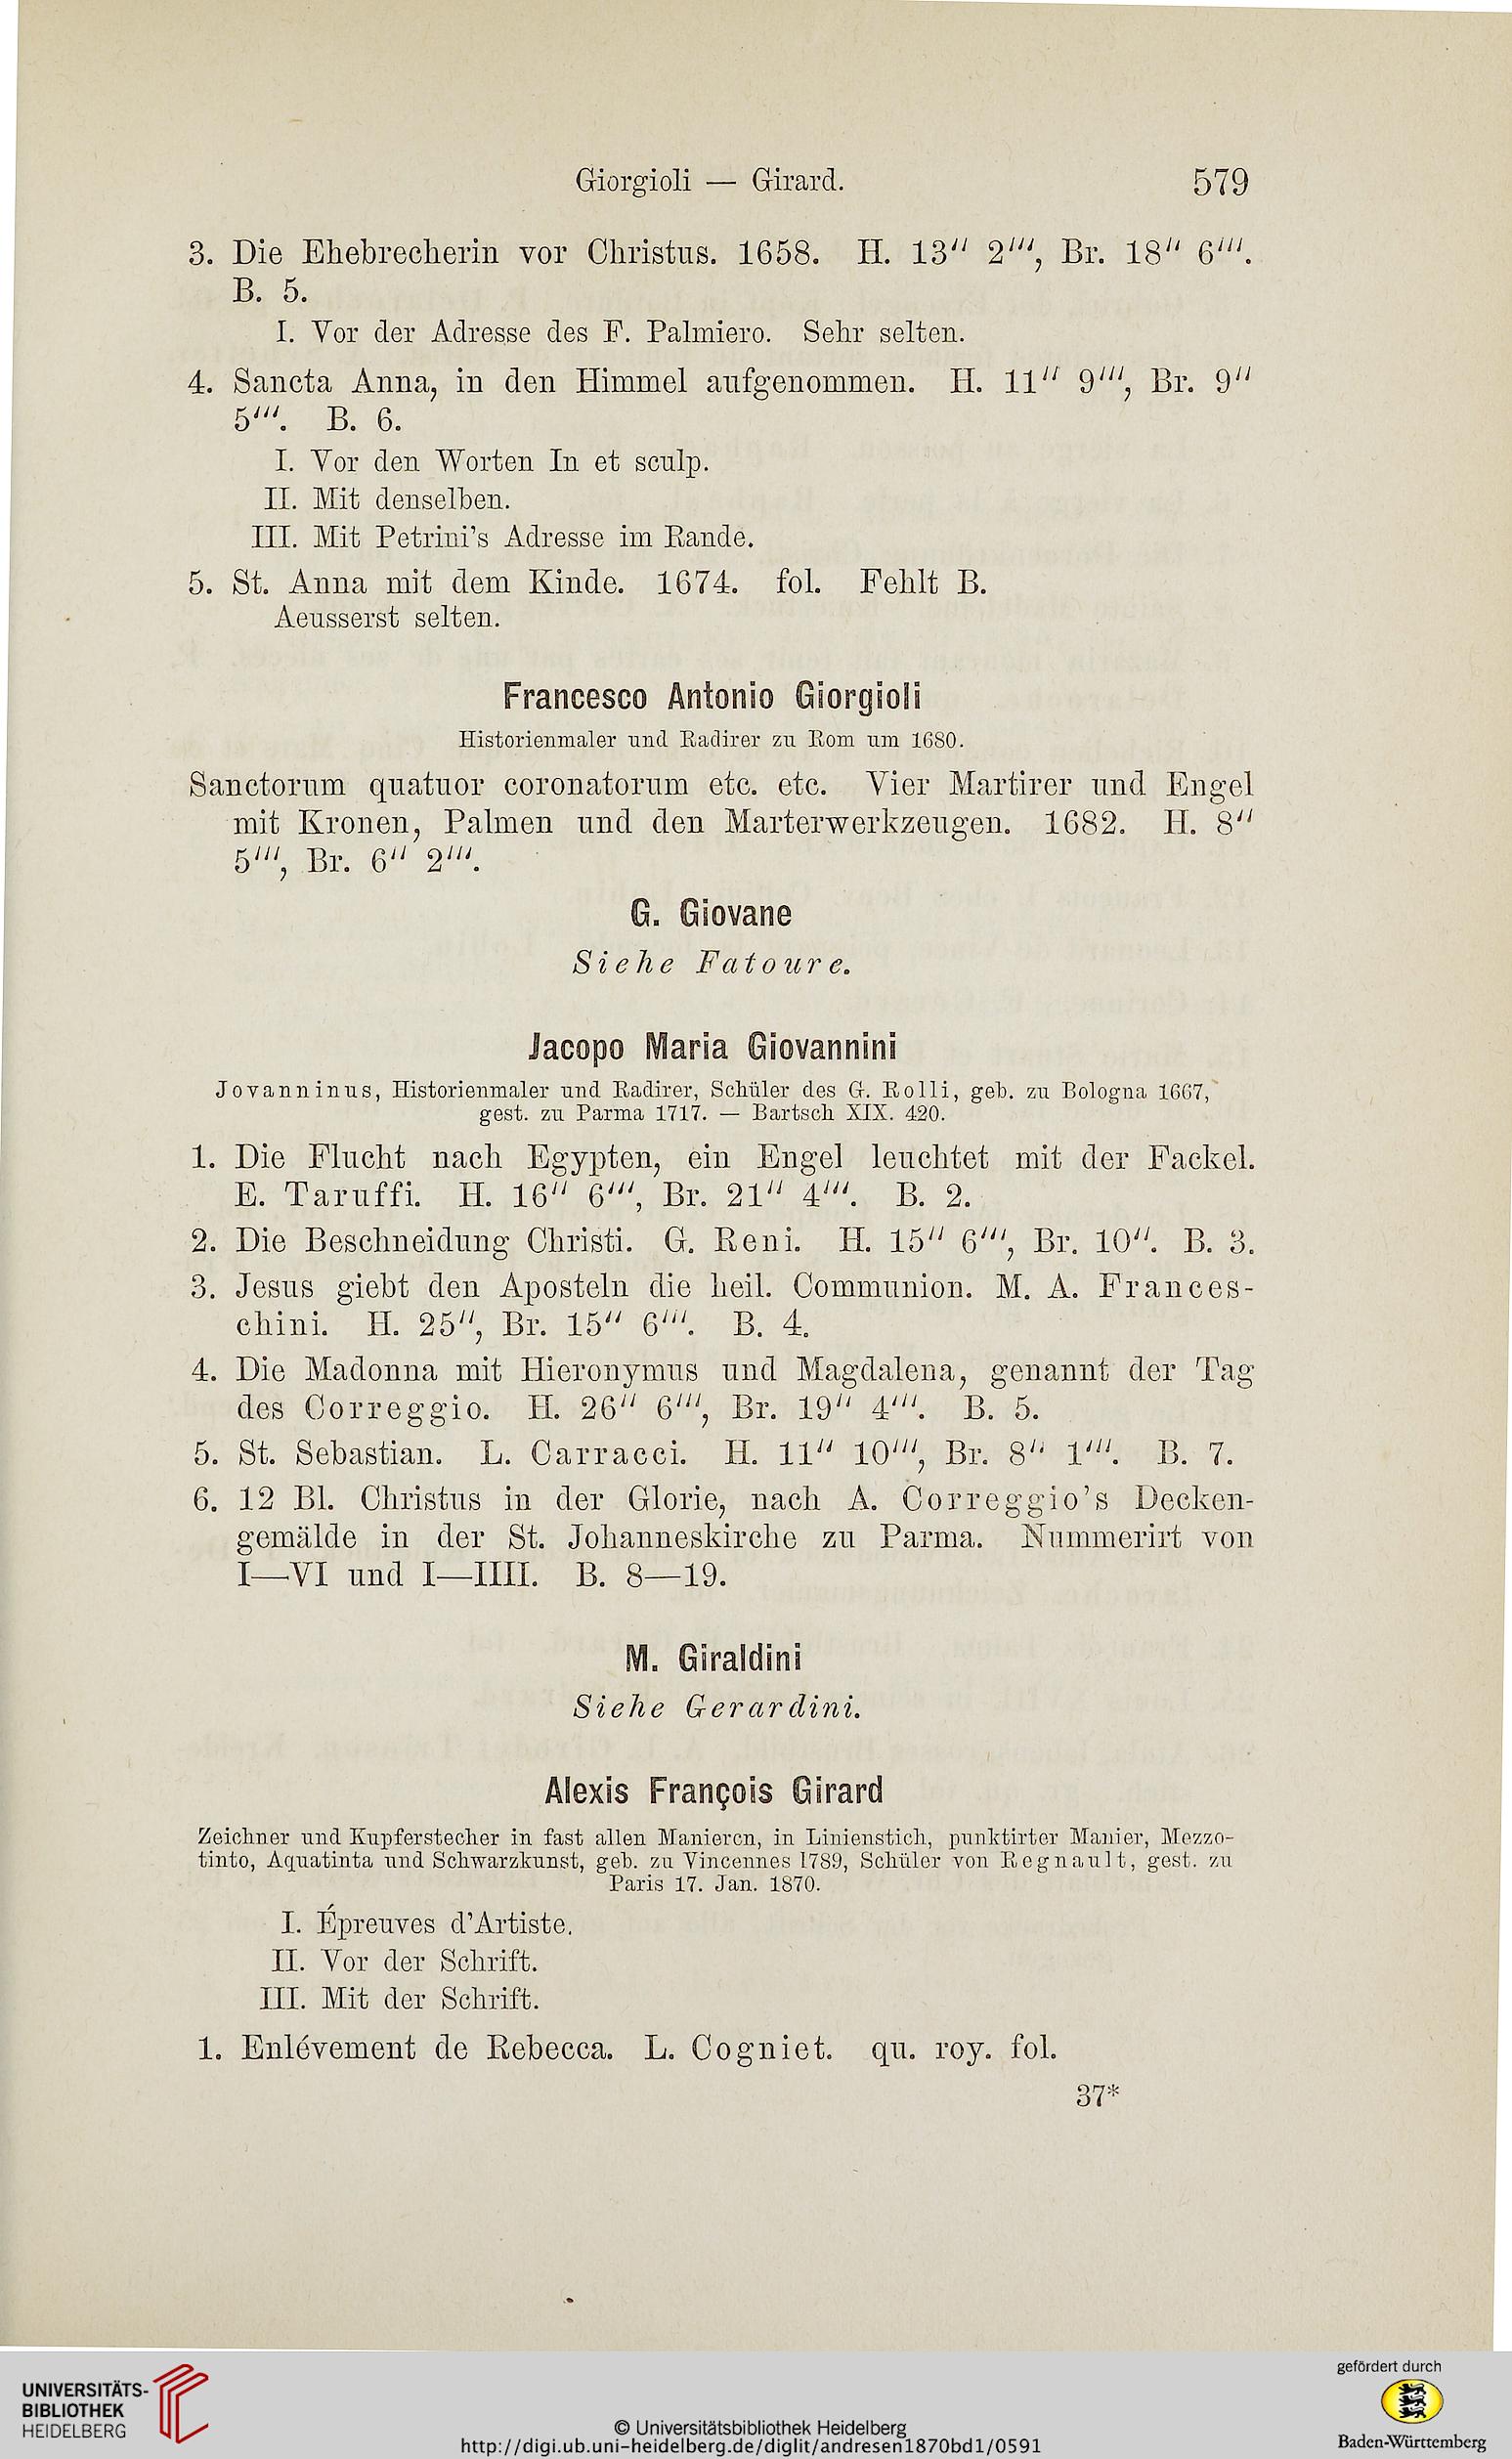 Giorgioli — Girard. 579
3. Die Ehebrecherin vor Christus. 1658. H. 13″ 2‴, Br. 18″ 6‴.
B. 5.
I. Vor der Adresse des F. Palmiero. Sehr selten.
4. Sancta Anna, in den Himmel aufgenommen. H. 11″ 9‴, Br. 9″
5‴. B. 6.
I. Vor den Worten In et sculp.
II. Mit denselben.
III. Mit Petrini's Adresse im Rande.
5. St. Anna mit dem Kinde. 1674. fol. Fehlt B.
Aeusserst selten.
Francesco Antonio Giorgioli
Historienmaler und Radirer zu Rom um 1680.
Sanctorum quatuor coronatorum etc. etc. Vier Martirer und Engel
mit Kronen, Palmen und den Marterwerkzeugen. 1682. H. 8″
5‴, Br. 6″ 2‴.
G. Giovane
Siehe Fatoure.
Jacopo Maria Giovannini
Jovanninus, Historienmaler und Radirer, Schüler des G. Rolli, geb. zu Bologna 1667,
gest. zu Parma 1717. — Bartsch XIX. 420.
1. Die Flucht nach Egypten, ein Engel leuchtet mit der Fackel.
E. Taruffi. H. 16″ 6‴, Br. 21″ 4‴. B. 2.
2. Die Beschneidung Christi. G. Reni. H. 15″ 6‴, Br. 10″. B. 3.
3. Jesus giebt den Aposteln die heil. Communion. M. A. Frances-
chini. H. 25″, Br. 15″ 6‴. B. 4.
4. Die Madonna mit Hieronymus und Magdalena, genannt der Tag
des Correggio. H. 26″ 6‴, Br. 19″ 4‴. B. 5.
5. St. Sebastian. L. Carracci. H. 11″ 10‴, Br. 8″ 1‴. B. 7.
6. 12 Bl. Christus in der Glorie, nach A. Correggio's Decken-
gemälde in der St. Johanneskirche zu Parma. Nummerirt von
I—VI und I—IIII. B. 8—19.
M. Giraldini
Siehe Gerardini.
Alexis François Girard
Zeichner und Kupferstecher in fast allen Manieren, in Linienstich, punktirter Manier, Mezzo-
tinto, Aquatinta und Schwarzkunst, geb. zu Vincennes 1789, Schüler von Regnault, gest. zu
Paris 17. Jan. 1870.
I. Épreuves d'Artiste.
II. Vor der Schrift.
III. Mit der Schrift.
1. Enlévement de Rebecca. L. Cogniet. qu. roy. fol.
37*
UNIVERSITÄTS-
BIBLIOTHEK
HEIDELBERG
© Universitätsbibliothek Heidelberg
http://digi.ub.uni-heidelberg.de/diglit/andresen1870bd1/0591
gefördert durch
Baden-Württemberg